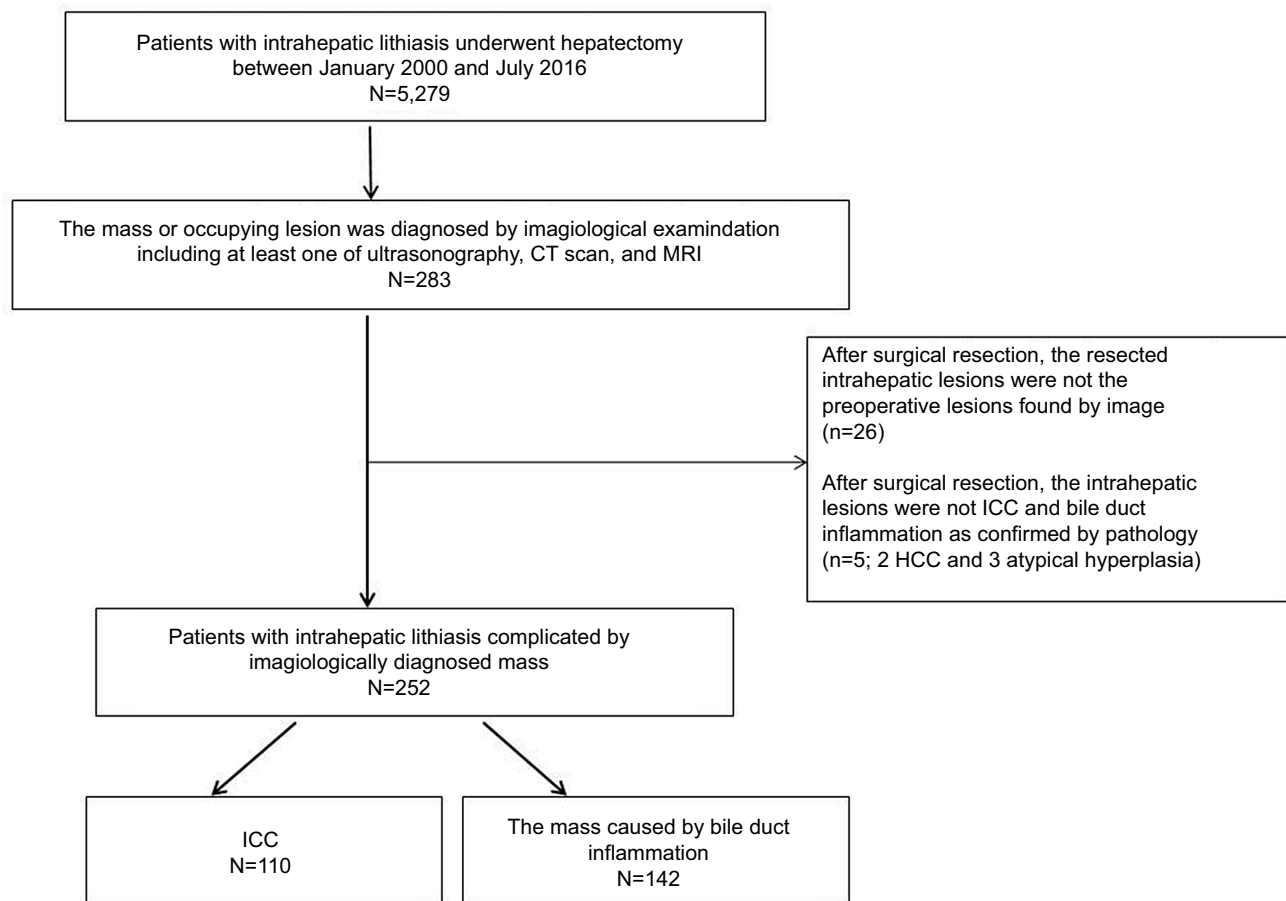 Patients with intrahepatic lithiasis underwent hepatectomy
between January 2000 and July 2016
N=5,279
The mass or occupying lesion was diagnosed by imagiological examindation
including at least one of ultrasonography, CT scan, and MRI
N=283
After surgical resection, the resected
intrahepatic lesions were not the
preoperative lesions found by image
(n=26)
After surgical resection, the intrahepatic
lesions were not ICC and bile duct
inflammation as confirmed by pathology
(n=5; 2 HCC and 3 atypical hyperplasia)
Patients with intrahepatic lithiasis complicated by
imagiologically diagnosed mass
N=252
ICC
N=110
The mass caused by bile duct
inflammation
N=142